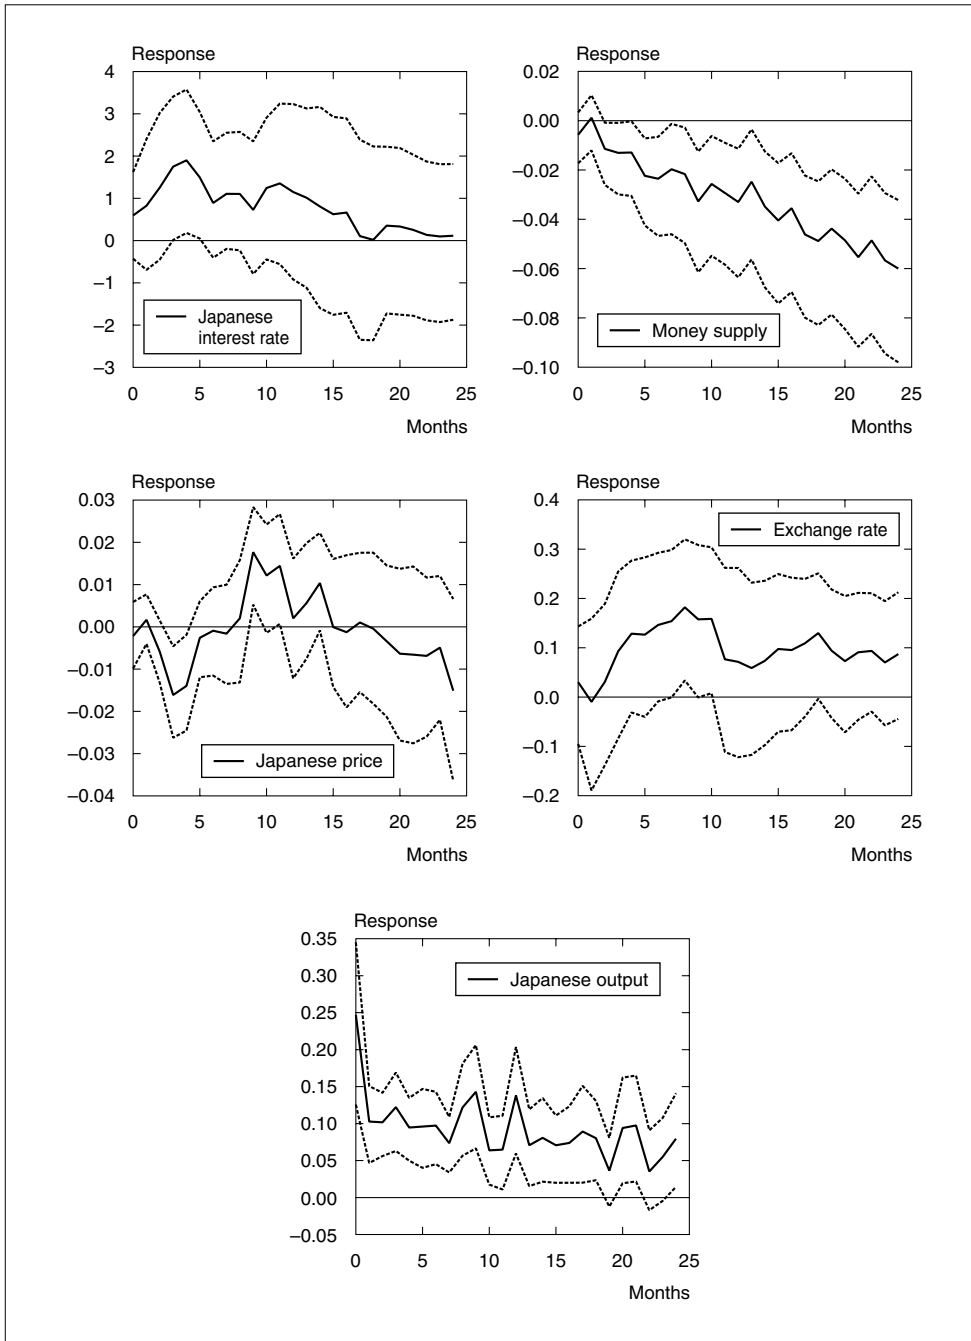 Response
4
3
2
1
0
–1
–2
–3
Japanese
interest rate
0 5 10 15 20 25
Months
Response
0.02
0.00
–0.02
–0.04
–0.06
–0.08
–0.10
Money supply
0 5 10 15 20 25
Months
Response
0.03
0.02
0.01
0.00
–0.01
–0.02
–0.03
–0.04
Japanese price
0 5 10 15 20 25
Months
Response
0.4
0.3
0.2
0.1
0.0
–0.1
–0.2
Exchange rate
0 5 10 15 20 25
Months
Response
0.35
0.30
0.25
0.20
0.15
0.10
0.05
0.00
–0.05
Japanese output
0 5 10 15 20 25
Months